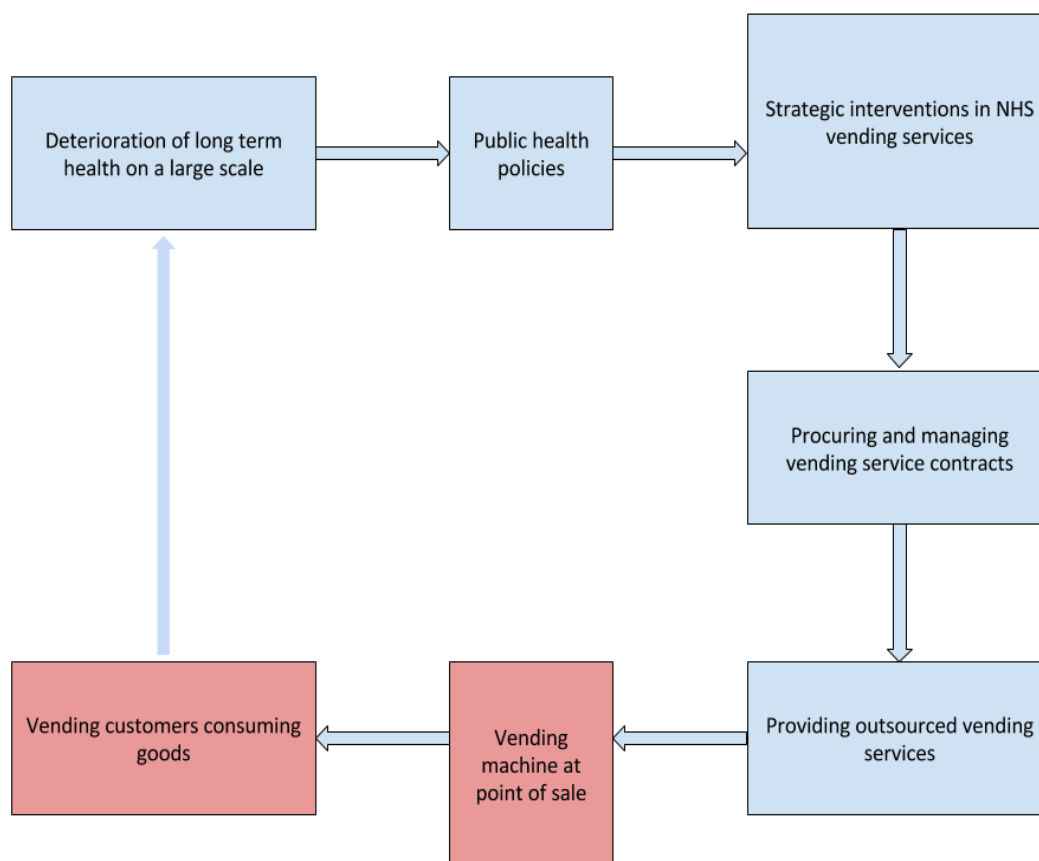 Deterioration of long term
health on a large scale
Public health
policies
Strategic interventions in NHS
vending services
Procuring and managing
vending service contracts
Providing outsourced vending
services
Vending
machine at
point of sale
Vending customers consuming
goods